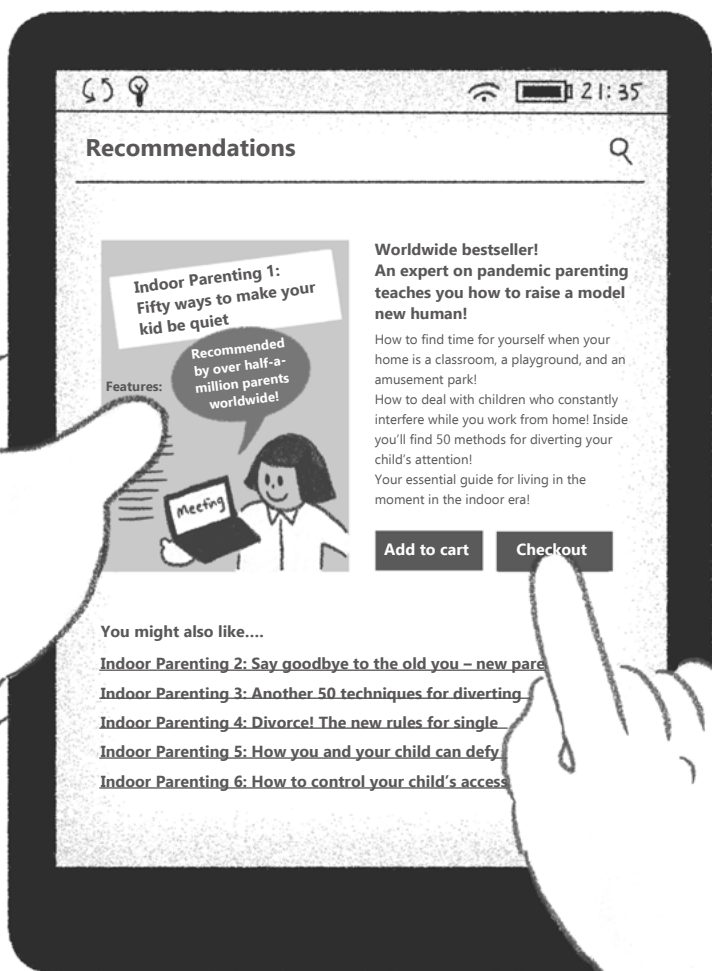 21:35
Recommendations
Indoor Parenting 1:
Fifty ways to make your
kid be quiet
Recommended
by over half-a-
million parents
worldwide!
Features:
Meeting
Worldwide bestseller!
An expert on pandemic parenting
teaches you how to raise a model
new human!
How to find time for yourself when your
home is a classroom, a playground, and an
amusement park!
How to deal with children who constantly
interfere while you work from home! Inside
you'll find 50 methods for diverting your
child's attention!
Your essential guide for living in the
moment in the indoor era!
Add to cart
Checkout
You might also like....
Indoor Parenting 2: Say goodbye to the old you – new pare
Indoor Parenting 3: Another 50 techniques for diverting
Indoor Parenting 4: Divorce! The new rules for single
Indoor Parenting 5: How you and your child can defy
Indoor Parenting 6: How to control your child's access